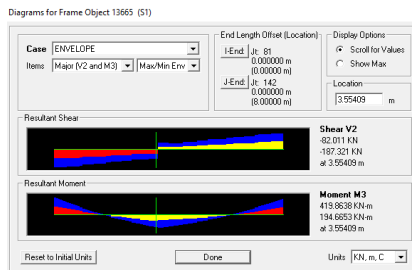 Diagrams for Frame Object 13665 (S1)
Case ENVELOPE
Items Major (V2 and M3) Max/Min Env
End Length Offset (Location)
I-End: Jt: 81
0.000000 m
(0.00000 m)
J-End: Jt: 142
0.000000 m
(8.00000 m)
Display Options
Scroll for Values
Show Max
Location
3.55409 m
Resultant Shear
Shear V2
-82.011 KN
-187.321 KN
at 3.55409 m
Resultant Moment
Moment M3
419.8638 KN-m
194.6653 KN-m
at 3.55409 m
Reset to Initial Units
Done
Units KN, m, C